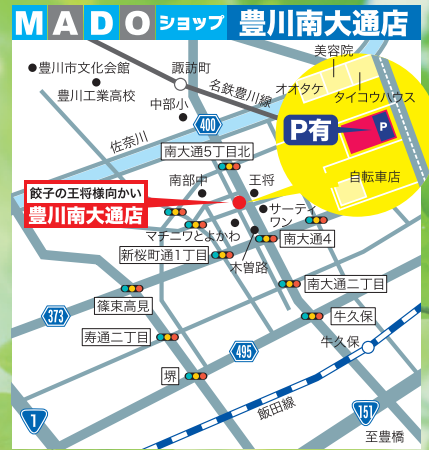 MADOショップ 豊川南大通店
美容院
オオタケ
タイコウハウス
P有
P
自転車店
豊川市文化会館
諏訪町
豊川工業高校
名鉄豊川線
中部小
400
佐奈川
南大通5丁目北
南部中
王将
餃子の王将様向かい
豊川南大通店
サーティ
ワン
マチニワとよかわ
南大通4
新桜町通1丁目
木曽路
南大通二丁目
篠束高見
373
牛久保
寿通二丁目
牛久保
495
堺
飯田線
1
151
至豊橋